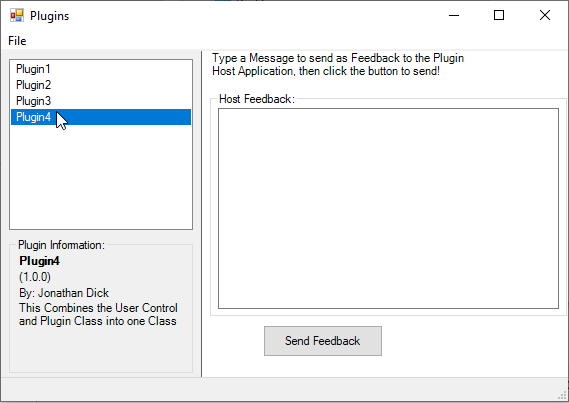 Plugins
File
Plugin1
Plugin2
Plugin3
Plugin4
Plugin Information:
Plugin4
(1.0.0)
By: Jonathan Dick
This Combines the User Control
and Plugin Class into one Class
Type a Message to send as Feedback to the Plugin
Host Application, then click the button to send!
Host Feedback:
Send Feedback